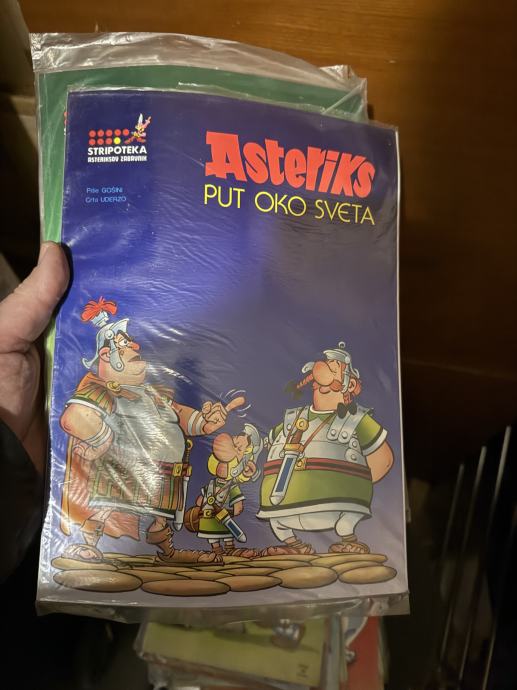 STRIPOTEKA
ASTERIKSOV ZABAVNIK
Asteriks
PUT OKO SVETA
Piše GOŠINI
Crta UDERZO